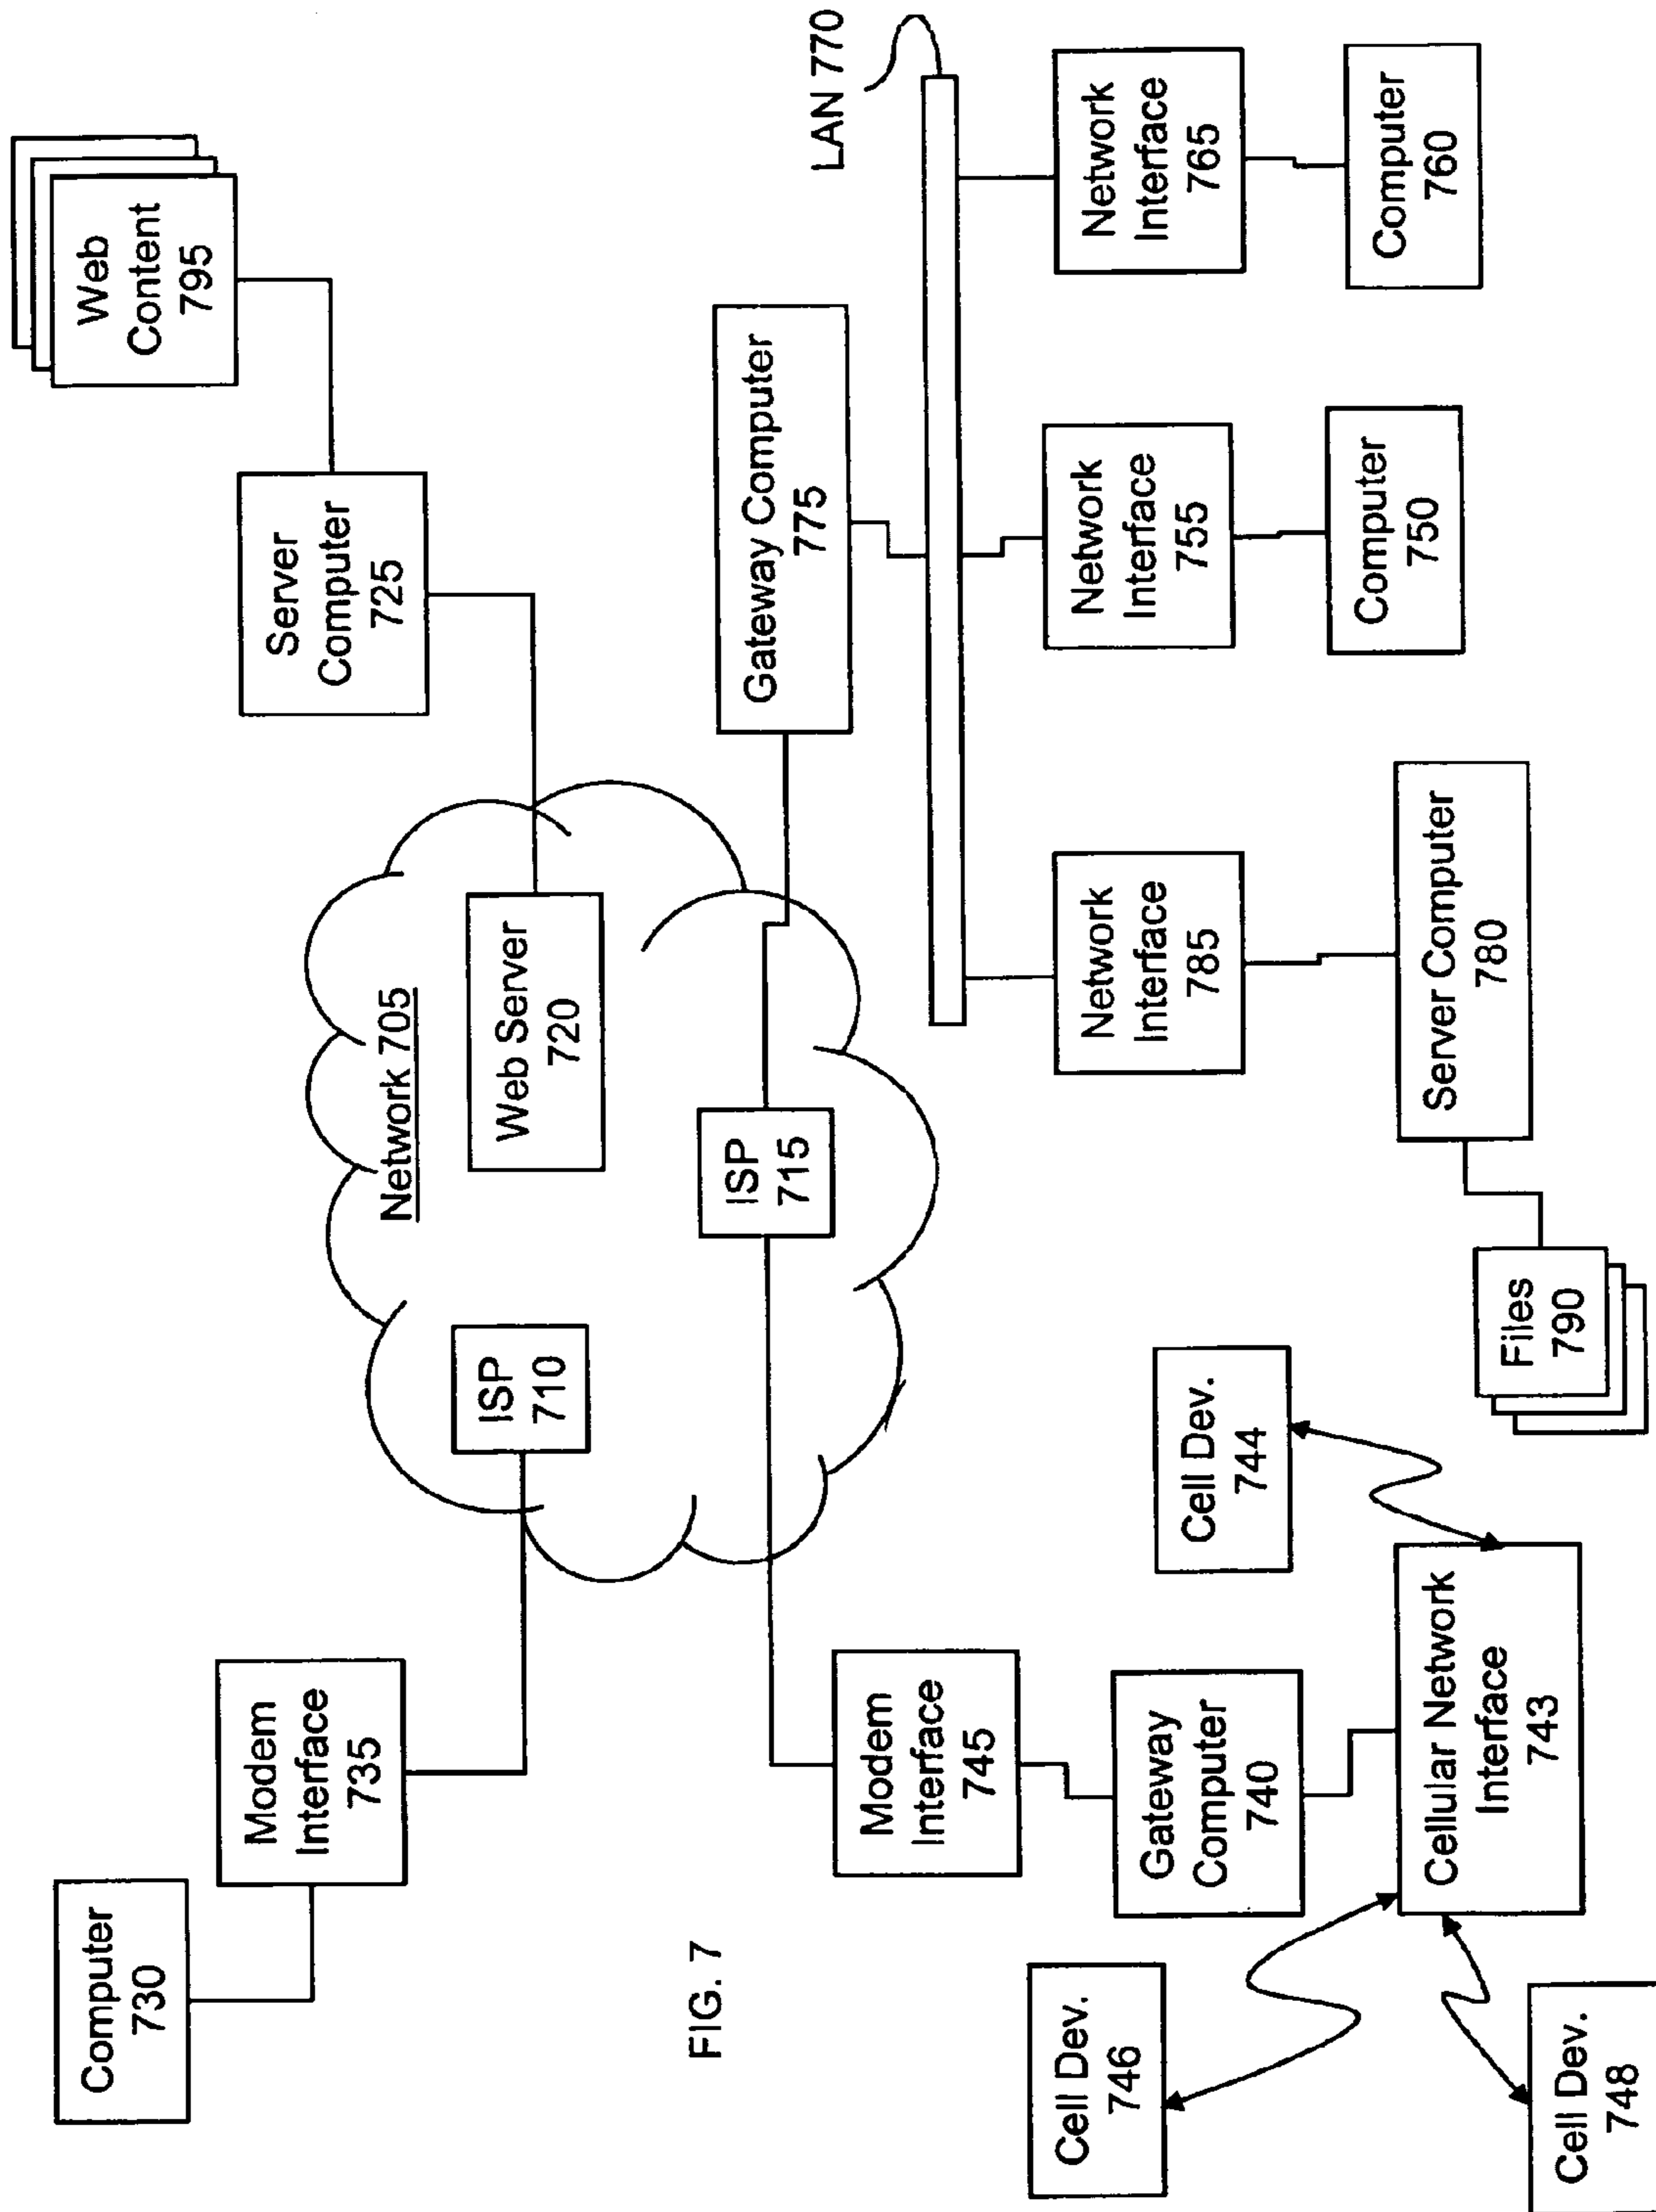 Computer
730
Modem
Interface
735
Web
Content
795
Server
Computer
725
Network 705
ISP
710
Web Server
720
ISP
715
FIG. 7
Gateway Computer
775
LAN 770
Modem
Interface
745
Gateway
Computer
740
Cellular Network
Interface
743
Cell Dev.
746
Cell Dev.
748
Cell Dev.
744
Network
Interface
785
Network
Interface
755
Network
Interface
765
Server Computer
780
Computer
750
Computer
760
Files
790